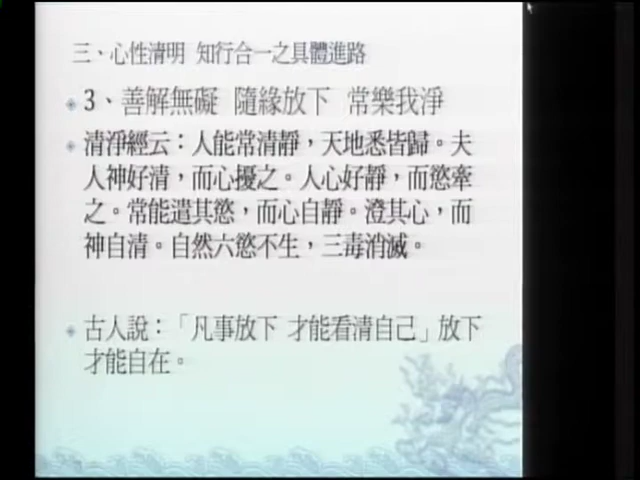 三、心性清明 知行合一之具體進路
3、善解無礙 隨緣放下 常樂我淨
清淨經云：人能常清靜，天地悉皆歸。夫
人神好清，而心擾之。人心好靜，而慾牽
之。常能遣其慾，而心自靜。澄其心，而
神自清。自然六慾不生，三毒消滅。
古人說：「凡事放下 才能看清自己」放下
才能自在。